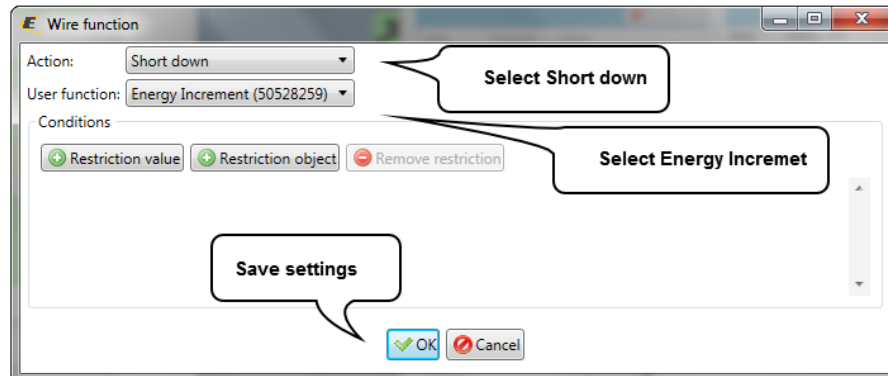 E Wire function
Action: Short down
Select Short down
User function: Energy Increment (50528259)
Conditions
Restriction value Restriction object Remove restriction
Select Energy Incremet
Save settings
OK Cancel